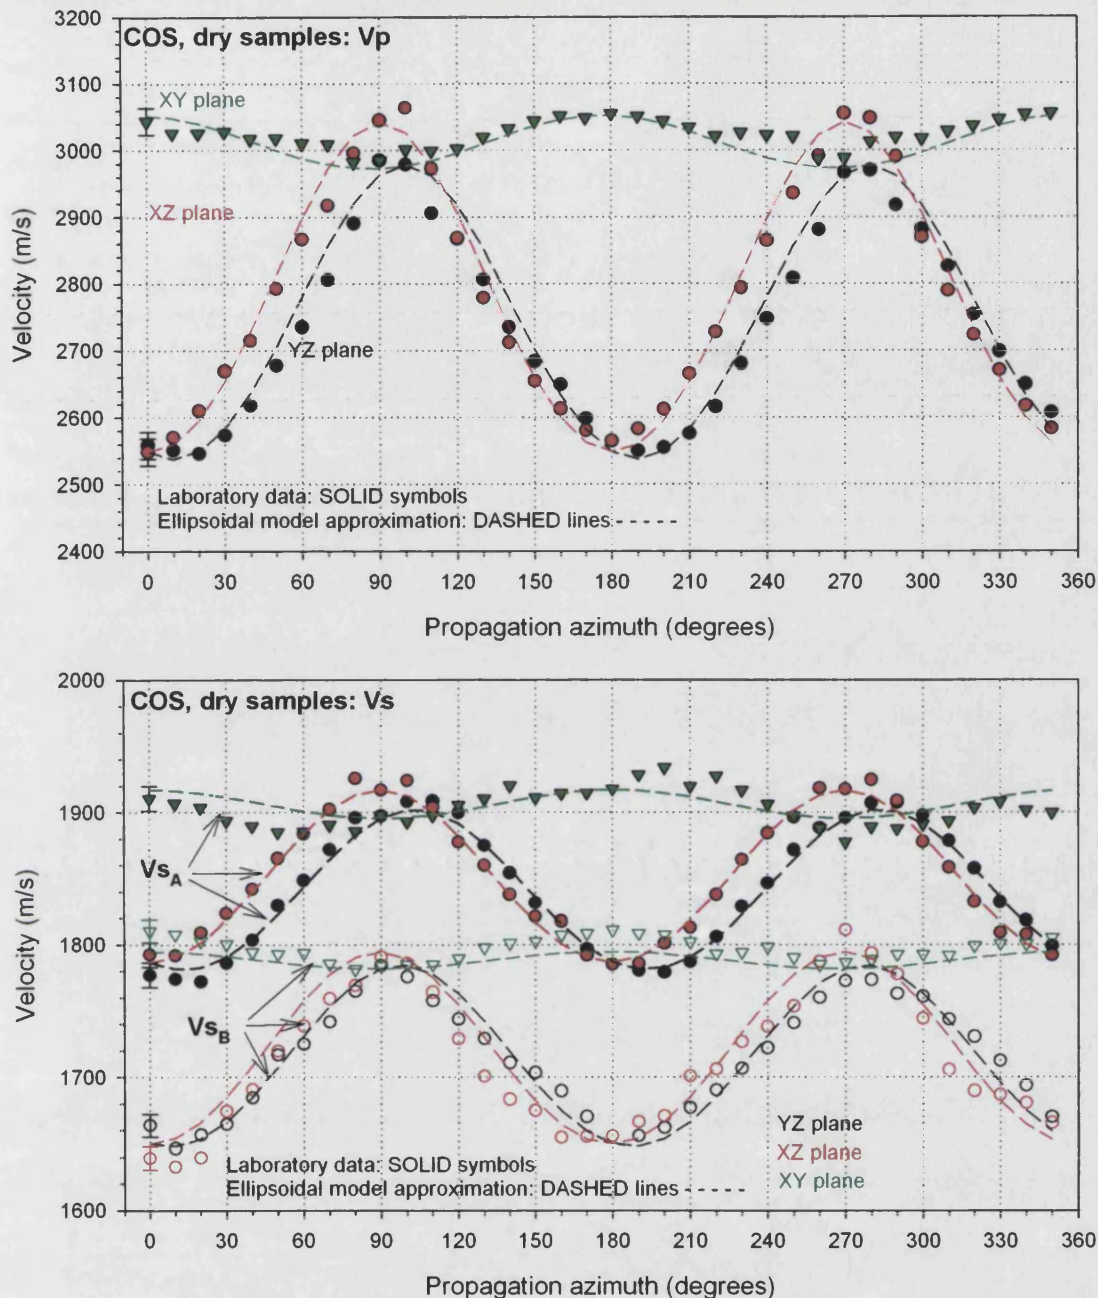 COS, dry samples: Vp
3200
3100
3000
2900
2800
2700
2600
2500
2400
Velocity (m/s)
XY plane
XZ plane
YZ plane
Laboratory data: SOLID symbols
Ellipsoidal model approximation: DASHED lines -----
0 30 60 90 120 150 180 210 240 270 300 330 360
Propagation azimuth (degrees)
COS, dry samples: Vs
2000
1900
1800
1700
1600
Velocity (m/s)
VsA
VsB
YZ plane
XZ plane
XY plane
Laboratory data: SOLID symbols
Ellipsoidal model approximation: DASHED lines -----
0 30 60 90 120 150 180 210 240 270 300 330 360
Propagation azimuth (degrees)